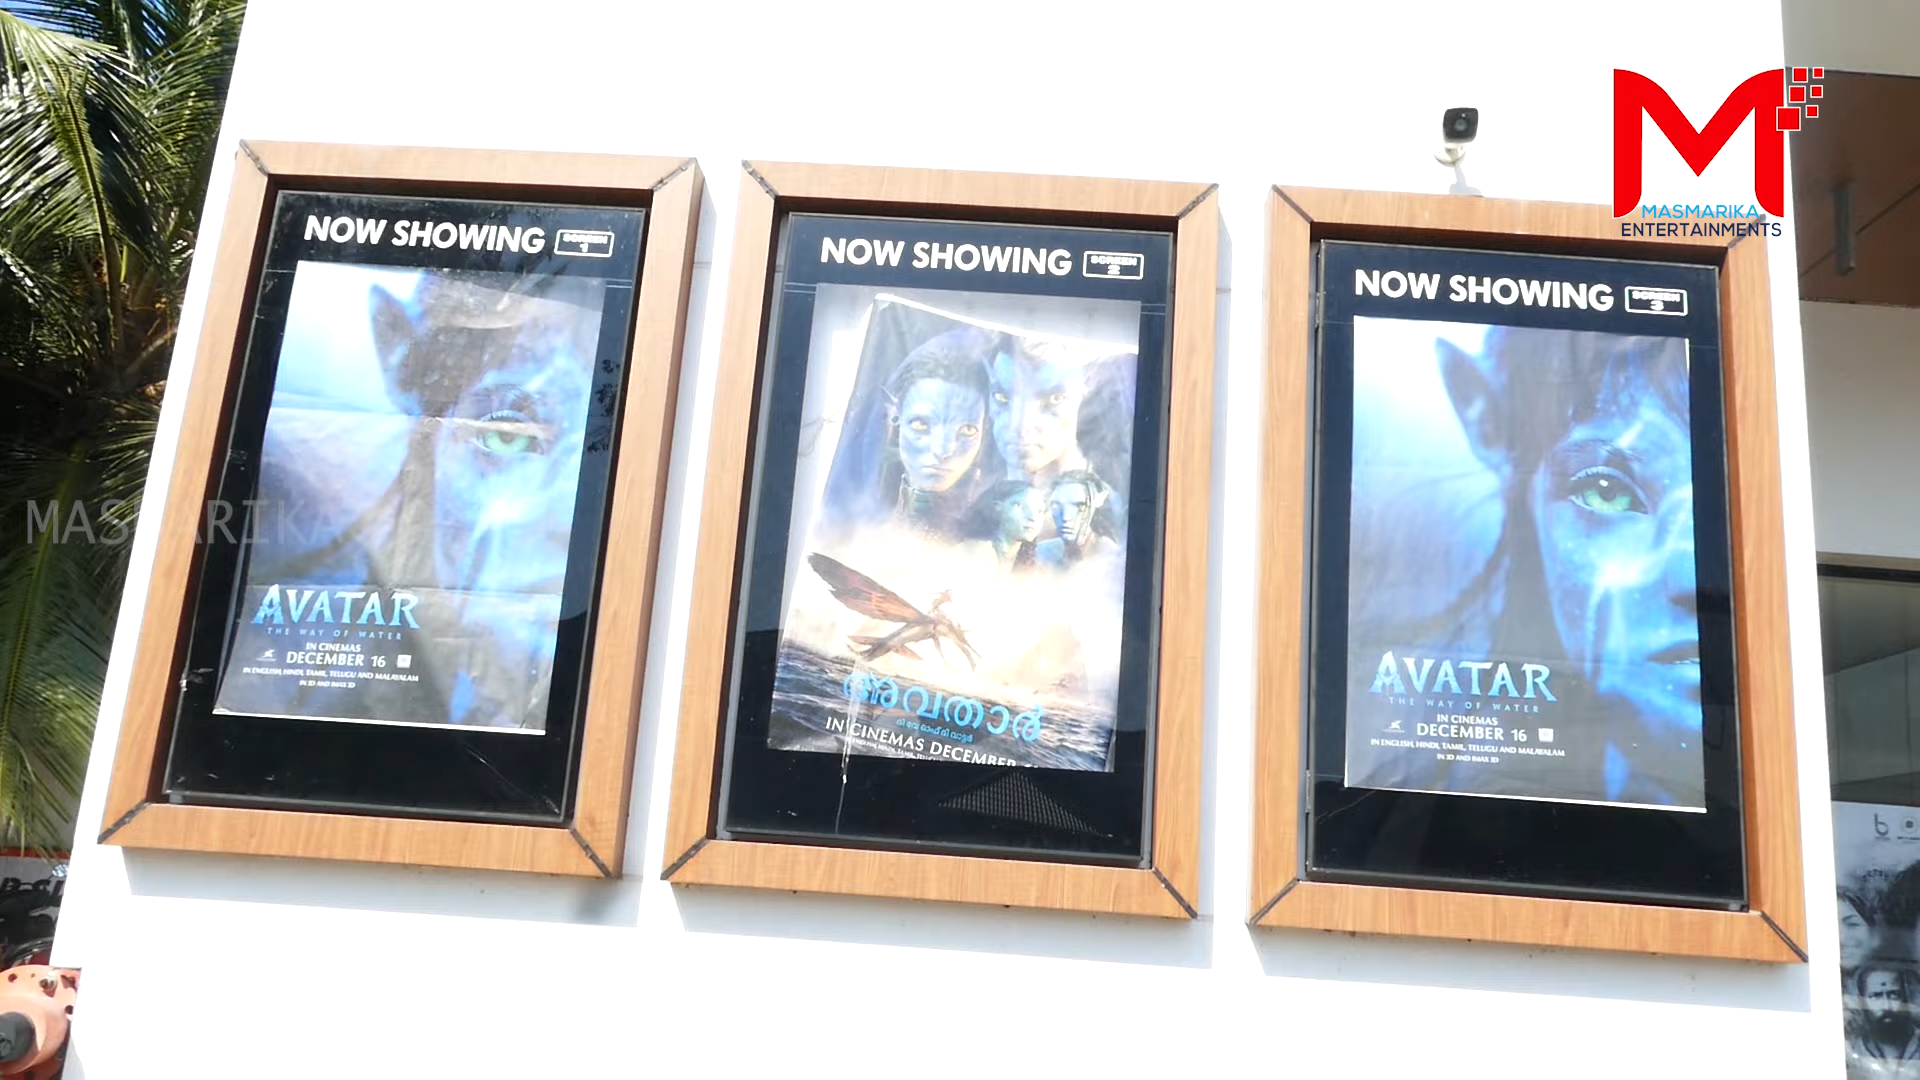 MASMARIKA
ENTERTAINMENTS
MASMARIKA
NOW SHOWING SCREEN 1
AVATAR
THE WAY OF WATER
IN CINEMAS
DECEMBER 16
IN ENGLISH, HINDI, TAMIL, TELUGU AND MALAYALAM
IN 3D AND IMAX 3D
NOW SHOWING SCREEN 2
അവതാർ
ദി വേ ഓഫ് ദി വാട്ടർ
IN CINEMAS DECEMBER
NOW SHOWING SCREEN 3
AVATAR
THE WAY OF WATER
IN CINEMAS
DECEMBER 16
IN ENGLISH, HINDI, TAMIL, TELUGU AND MALAYALAM
IN 3D AND IMAX 3D